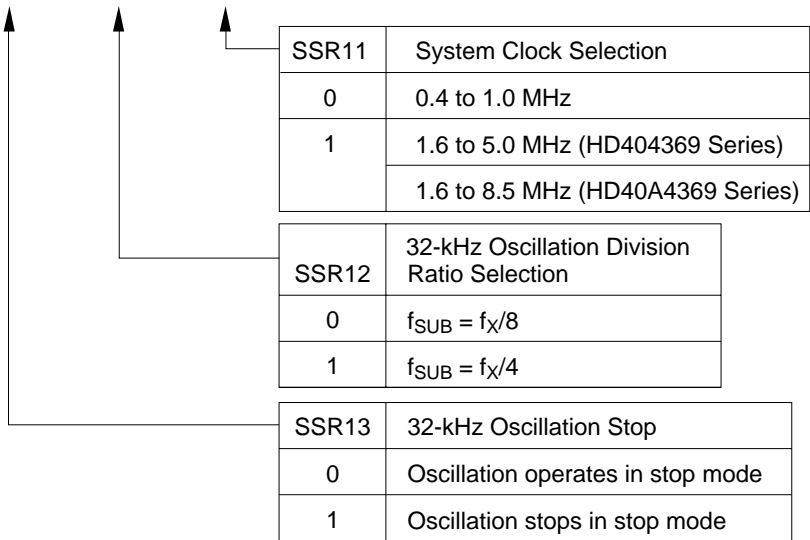 SSR11 System Clock Selection
0 0.4 to 1.0 MHz
1 1.6 to 5.0 MHz (HD404369 Series)
1.6 to 8.5 MHz (HD40A4369 Series)
32-kHz Oscillation Division
SSR12 Ratio Selection
0 fSUB = fX/8
1 fSUB = fX/4
SSR13 32-kHz Oscillation Stop
0 Oscillation operates in stop mode
1 Oscillation stops in stop mode